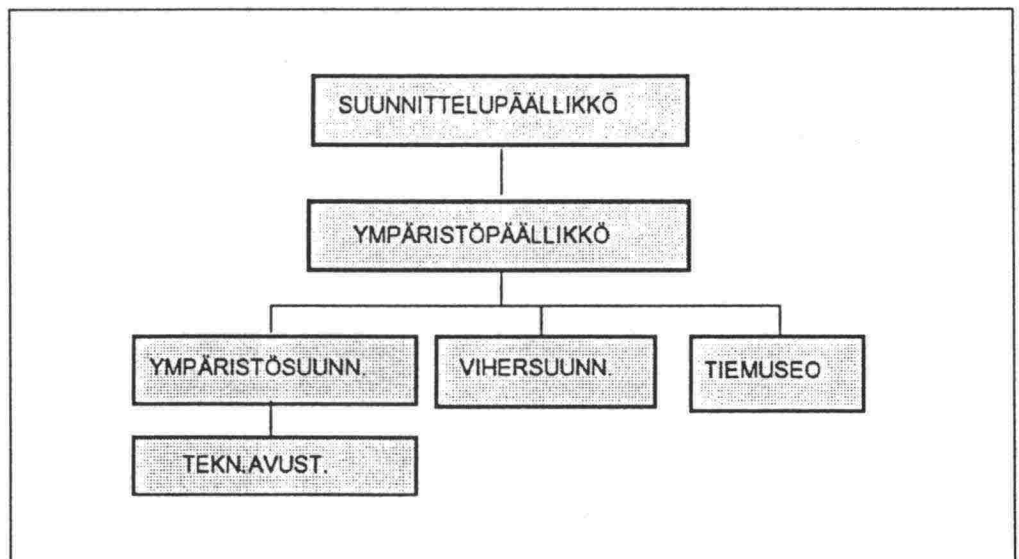 SUUNNITTELUPÄÄLLIKKÖ
YMPÄRISTÖPÄÄLLIKKÖ
YMPÄRISTÖSUUNN.
VIHERSUUNN.
TIEMUSEO
TEKN.AVUST.